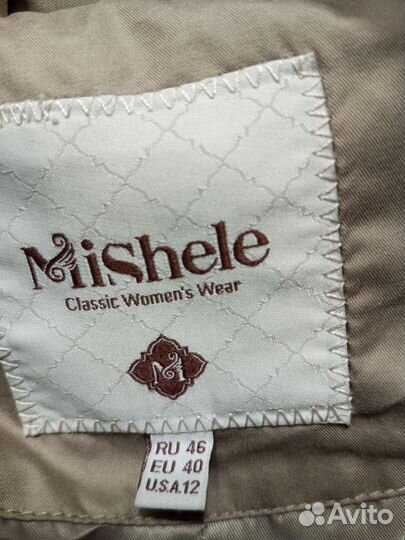 Mishele
Classic Women's Wear
M
RU 46
EU 40
U.S.A.12
Avito